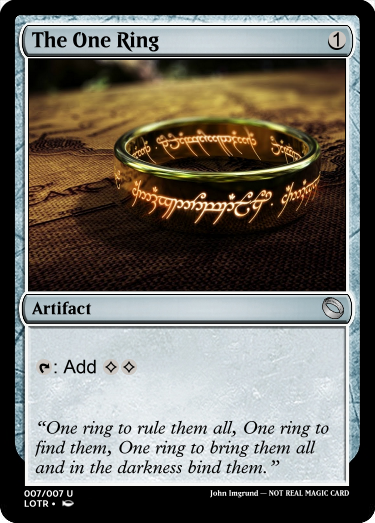 The One Ring
1
Artifact
: Add
“One ring to rule them all, One ring to
find them, One ring to bring them all
and in the darkness bind them.”
007/007 U
LOTR •
John Imgrund — NOT REAL MAGIC CARD